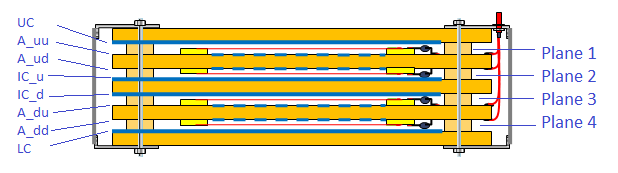 UC
A_uu
A_ud
IC_u
IC_d
A_du
A_dd
LC
Plane 1
Plane 2
Plane 3
Plane 4